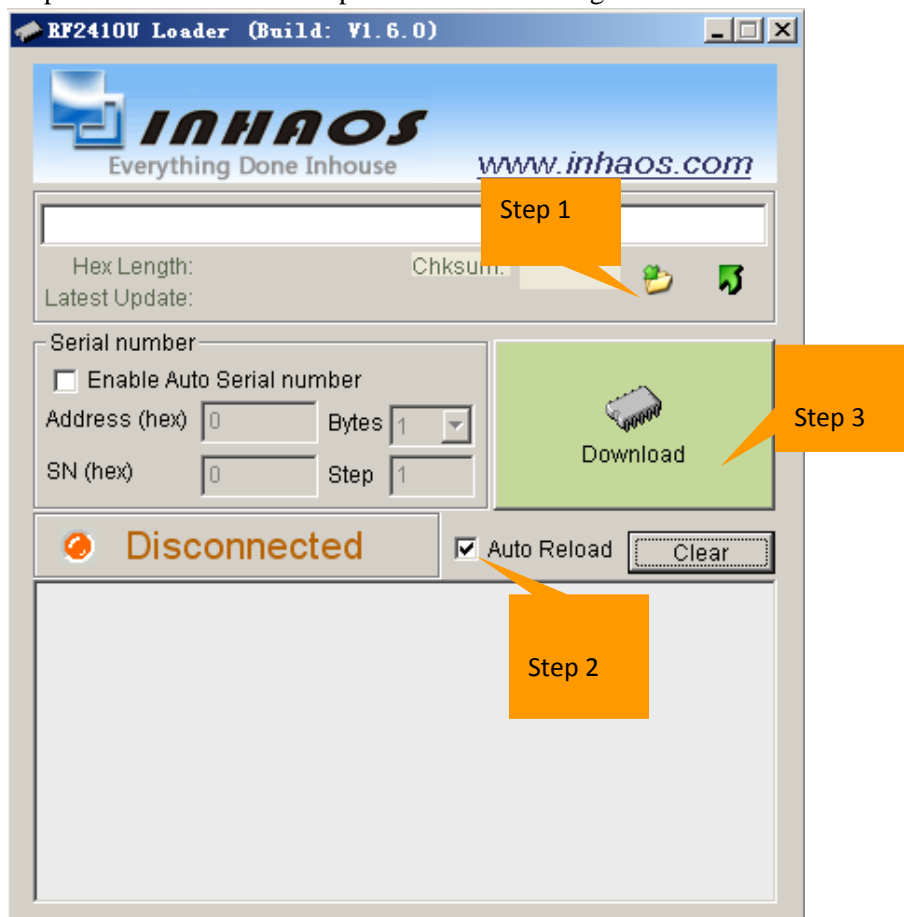 RF2410U Loader (Build: V1.6.0)
INHAOS
Everything Done Inhouse
www.inhaos.com
Step 1
Hex Length:
Chksum:
Latest Update:
Serial number
Enable Auto Serial number
Address (hex) 0 Bytes 1
SN (hex) 0 Step 1
Download
Step 3
Disconnected
Auto Reload
Clear
Step 2